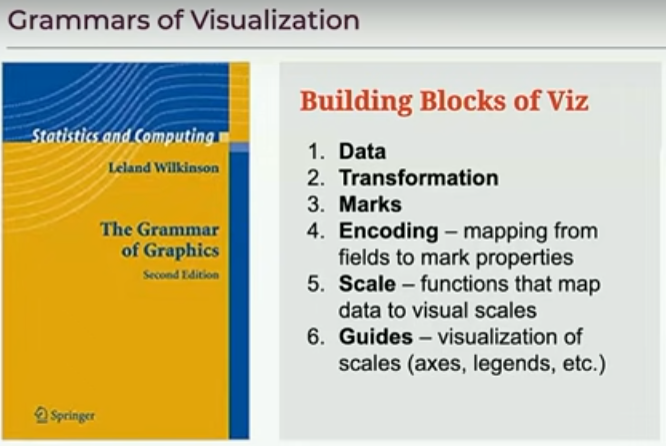 Grammars of Visualization
Statistics and Computing
Leland Wilkinson
The Grammar
of Graphics
Second Edition
Springer
Building Blocks of Viz
1. Data
2. Transformation
3. Marks
4. Encoding – mapping from
fields to mark properties
5. Scale – functions that map
data to visual scales
6. Guides – visualization of
scales (axes, legends, etc.)